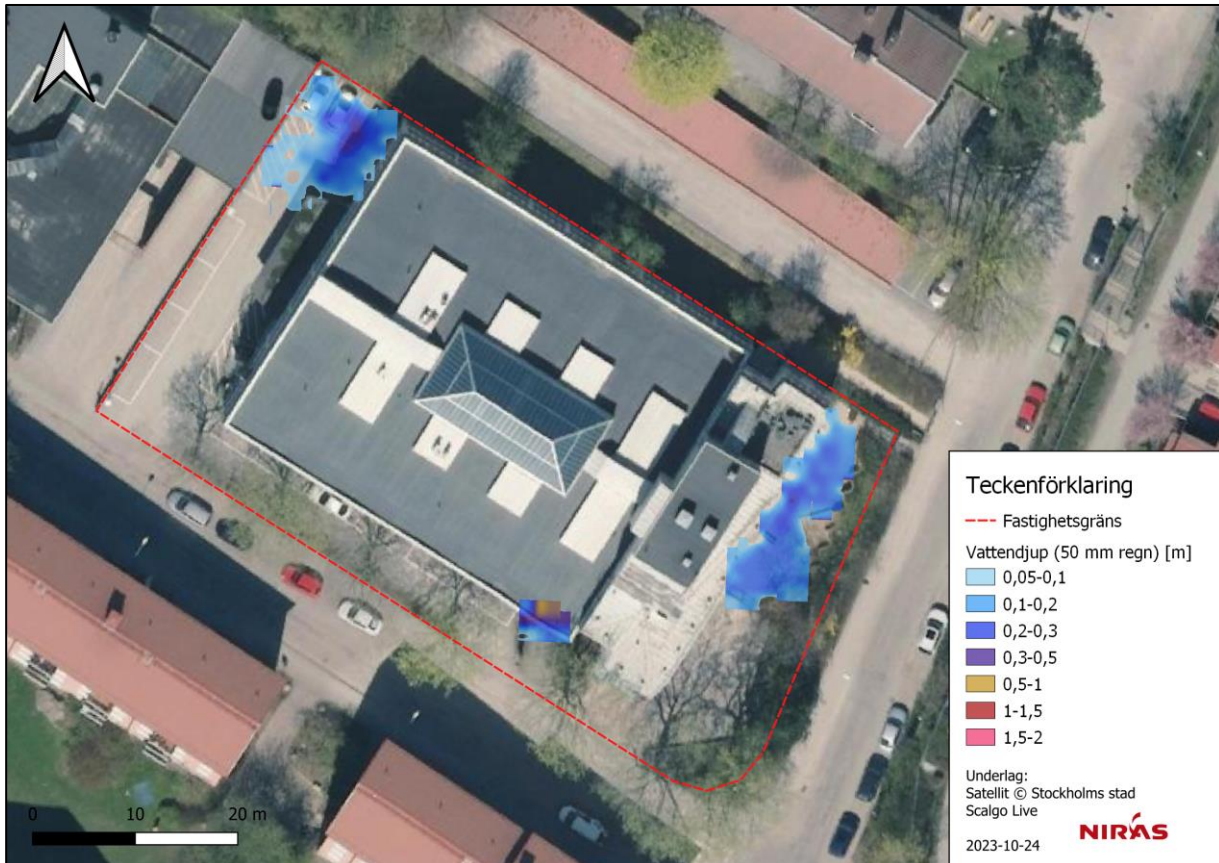 Teckenförklaring
Fastighetsgräns
Vattendjup (50 mm regn) [m]
0,05-0,1
0,1-0,2
0,2-0,3
0,3-0,5
0,5-1
1-1,5
1,5-2
Underlag:
Satellit © Stockholms stad
Scalgo Live
2023-10-24
NIRAS
0 10 20 m